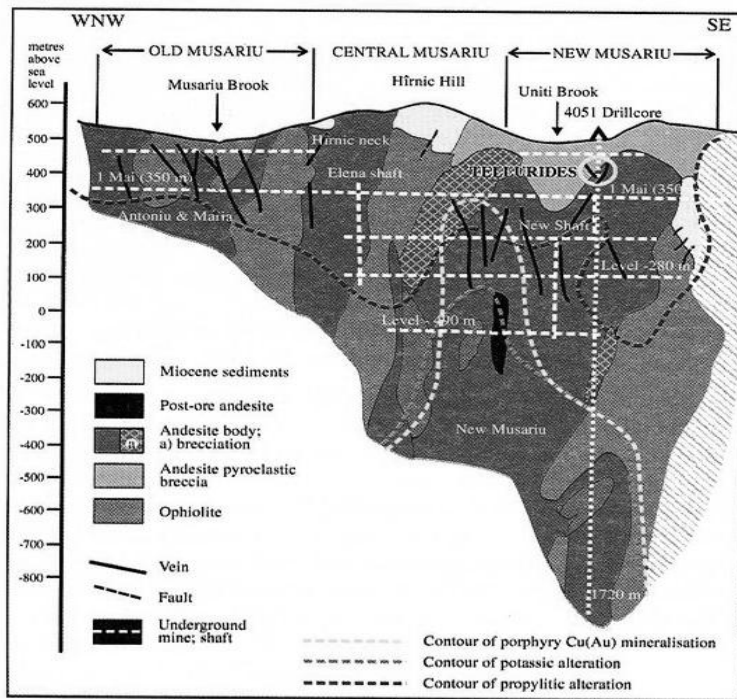 WNW
SE
metres
above
sea
level
OLD MUSARIU
CENTRAL MUSARIU
NEW MUSARIU
Musariu Brook
Hîrnic Hill
Uniti Brook
4051 Drillcore
600
500
400
300
200
100
0
-100
-200
-300
-400
-500
-600
-700
-800
Hîrnic neck
TELLURIDES
1 Mai (350 m)
Elena shaft
1 Mai (350
Antoniu & Maria
New Shaft
Level -280 m
Level - 490 m
New Musariu
1720 m
Miocene sediments
Post-ore andesite
a
Andesite body;
a) brecciation
Andesite pyroclastic
breccia
Ophiolite
Vein
Fault
Underground
mine; shaft
Contour of porphyry Cu(Au) mineralisation
Contour of potassic alteration
Contour of propylitic alteration